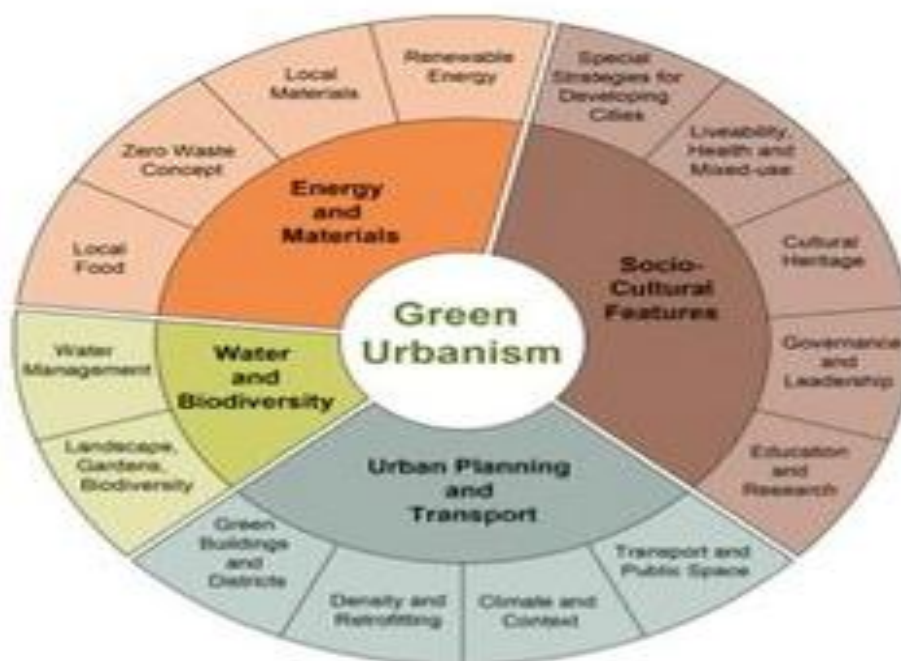 Green
Urbanism
Energy
and
Materials
Renewable
Energy
Local
Materials
Zero Waste
Concept
Local
Food
Socio-
Cultural
Features
Special
Strategies for
Developing
Cities
Liveability,
Health and
Mixed-use
Cultural
Heritage
Governance
and
Leadership
Education
and
Research
Urban Planning
and
Transport
Transport and
Public Space
Climate and
Context
Density and
Retrofitting
Green
Buildings
and
Districts
Water
and
Biodiversity
Landscape,
Gardens,
Biodiversity
Water
Management